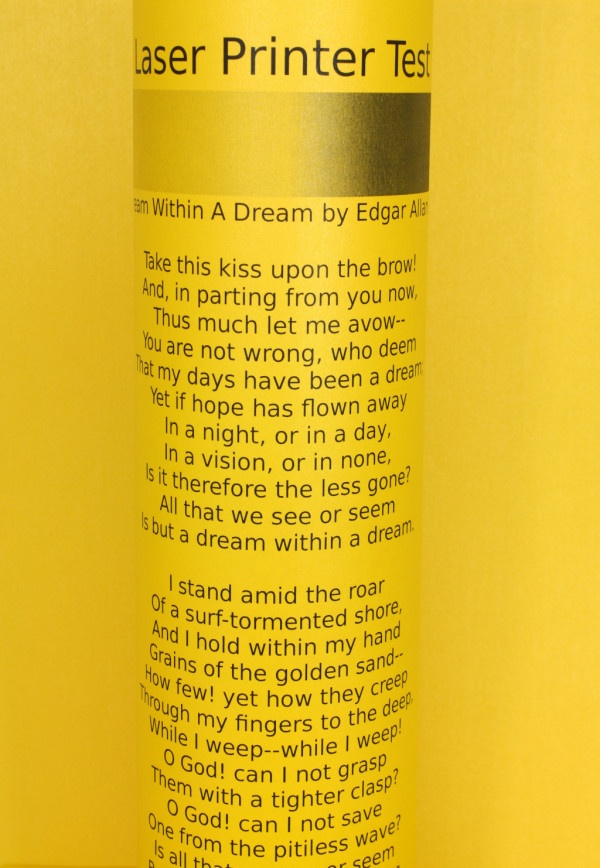 Laser Printer Test
Within A Dream by Edgar
Take this kiss upon the brow!
And, in parting from you now,
Thus much let me avow--
You are not wrong, who deem
That my days have been a dream;
Yet if hope has flown away
In a night, or in a day,
In a vision, or in none,
Is it therefore the less gone?
All that we see or seem
Is but a dream within a dream.
I stand amid the roar
Of a surf-tormented shore,
And I hold within my hand
Grains of the golden sand--
How few! yet how they creep
Through my fingers to the deep,
While I weep--while I weep!
O God! can I not grasp
Them with a tighter clasp?
O God! can I not save
One from the pitiless wave?
Is all that or seem